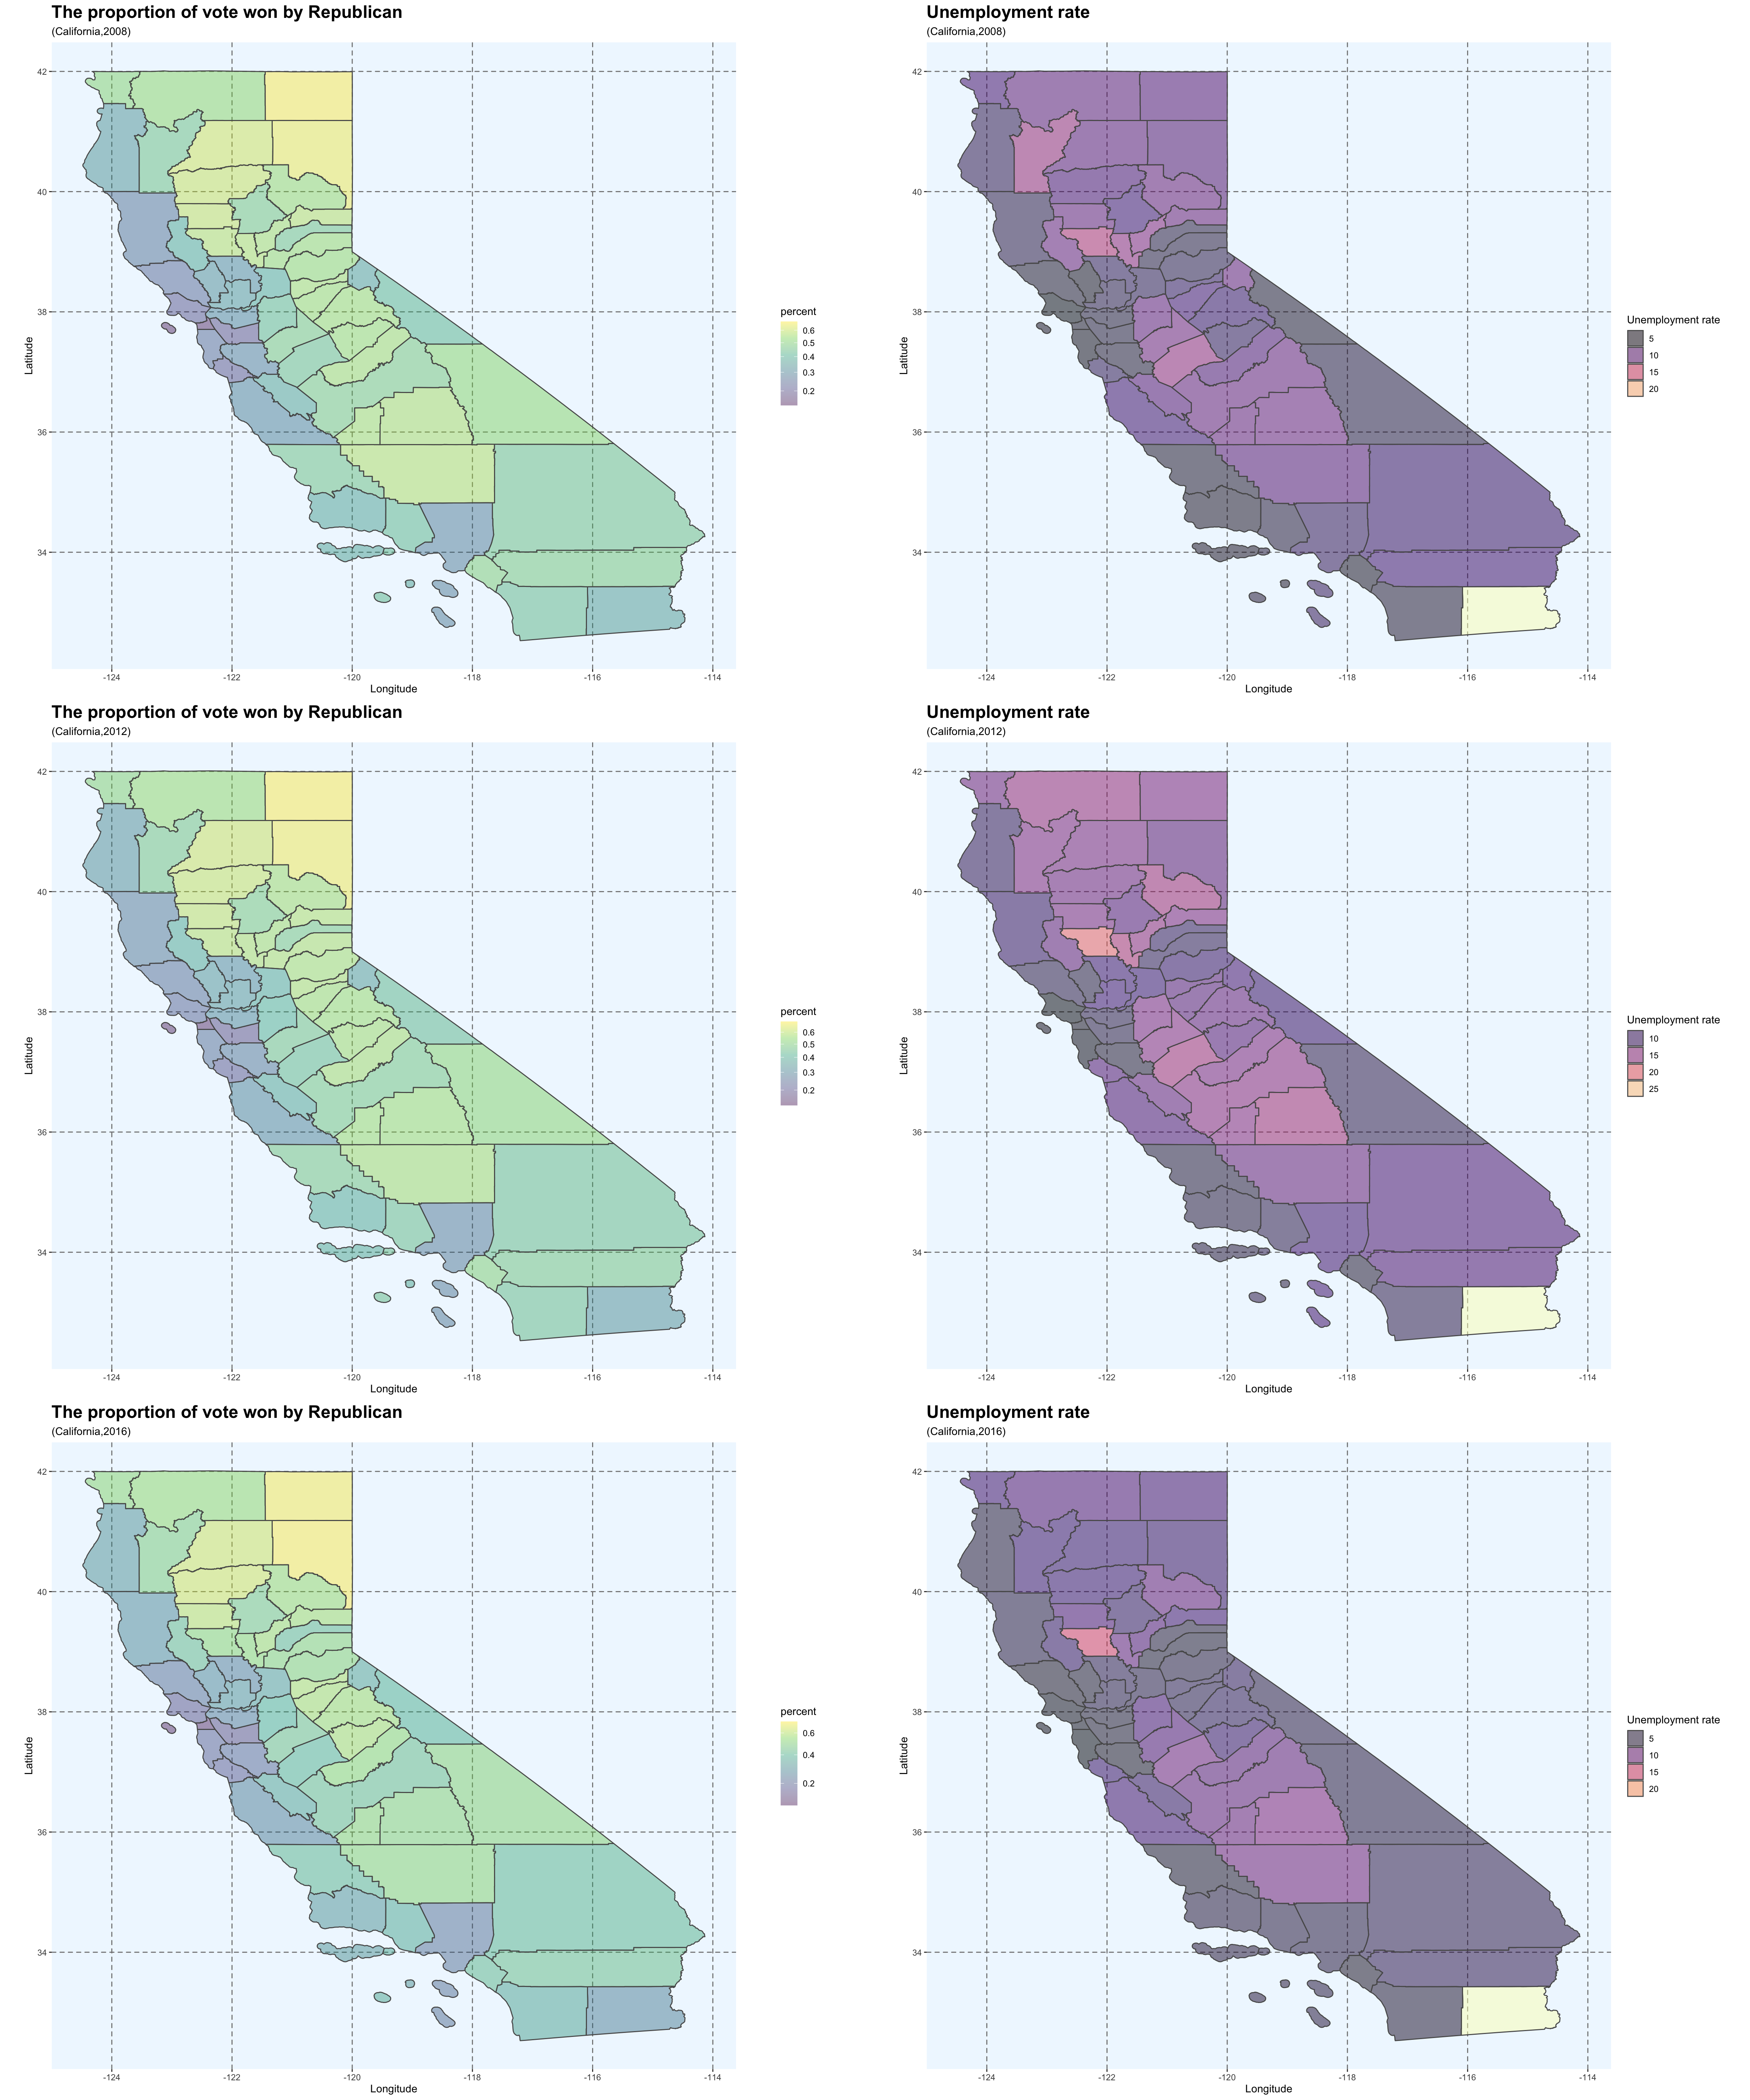 The proportion of vote won by Republican
(California,2008)
42
40
38
36
34
Latitude
-124 -122 -120 -118 -116 -114
Longitude
percent
0.6
0.5
0.4
0.3
0.2
Unemployment rate
(California,2008)
42
40
38
36
34
Latitude
-124 -122 -120 -118 -116 -114
Longitude
Unemployment rate
5
10
15
20
The proportion of vote won by Republican
(California,2012)
42
40
38
36
34
Latitude
-124 -122 -120 -118 -116 -114
Longitude
percent
0.6
0.5
0.4
0.3
0.2
Unemployment rate
(California,2012)
42
40
38
36
34
Latitude
-124 -122 -120 -118 -116 -114
Longitude
Unemployment rate
10
15
20
25
The proportion of vote won by Republican
(California,2016)
42
40
38
36
34
Latitude
-124 -122 -120 -118 -116 -114
Longitude
percent
0.6
0.4
0.2
Unemployment rate
(California,2016)
42
40
38
36
34
Latitude
-124 -122 -120 -118 -116 -114
Longitude
Unemployment rate
5
10
15
20